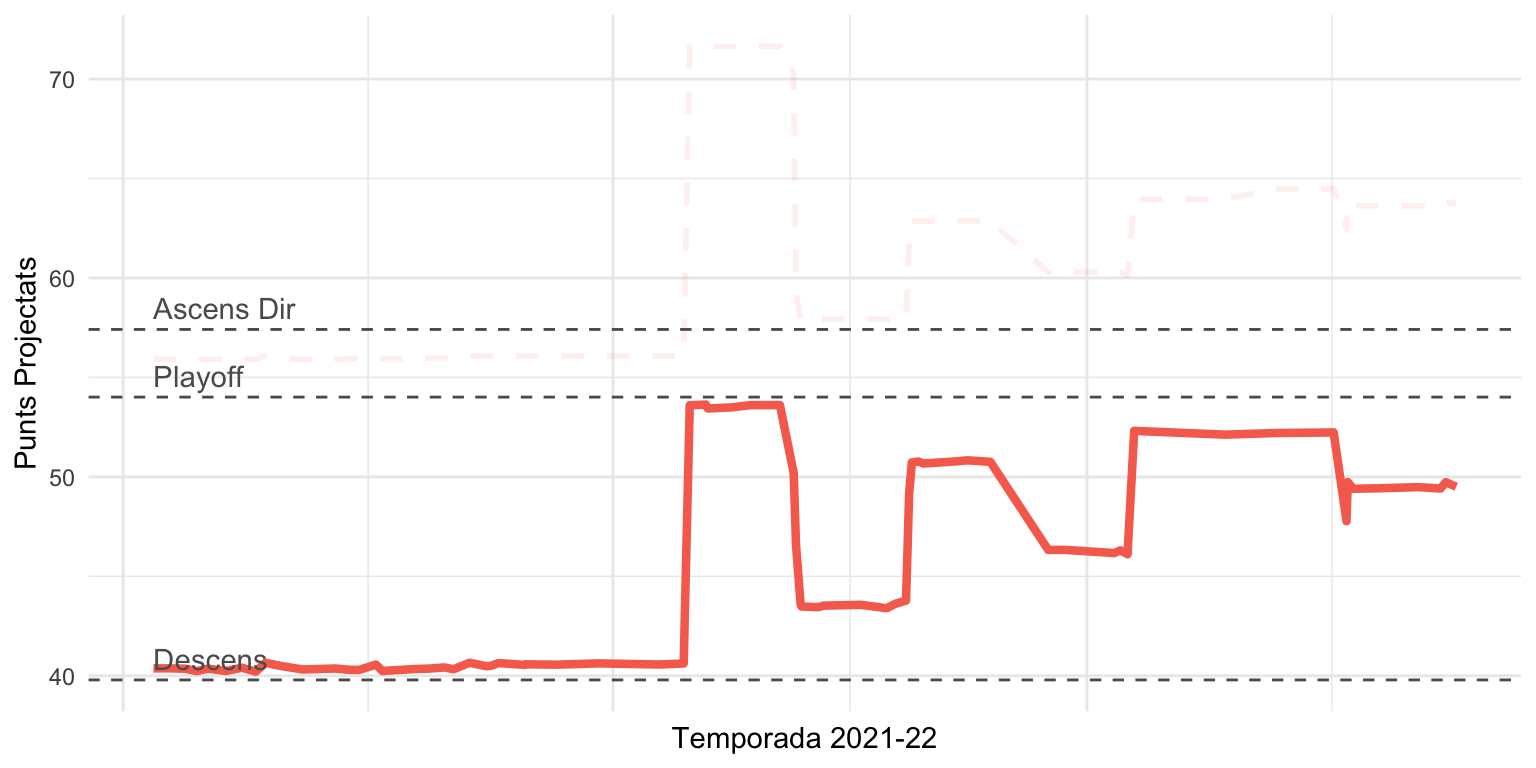 70
60
50
40
Punts Projectats
Ascens Dir
Playoff
Descens
Temporada 2021-22